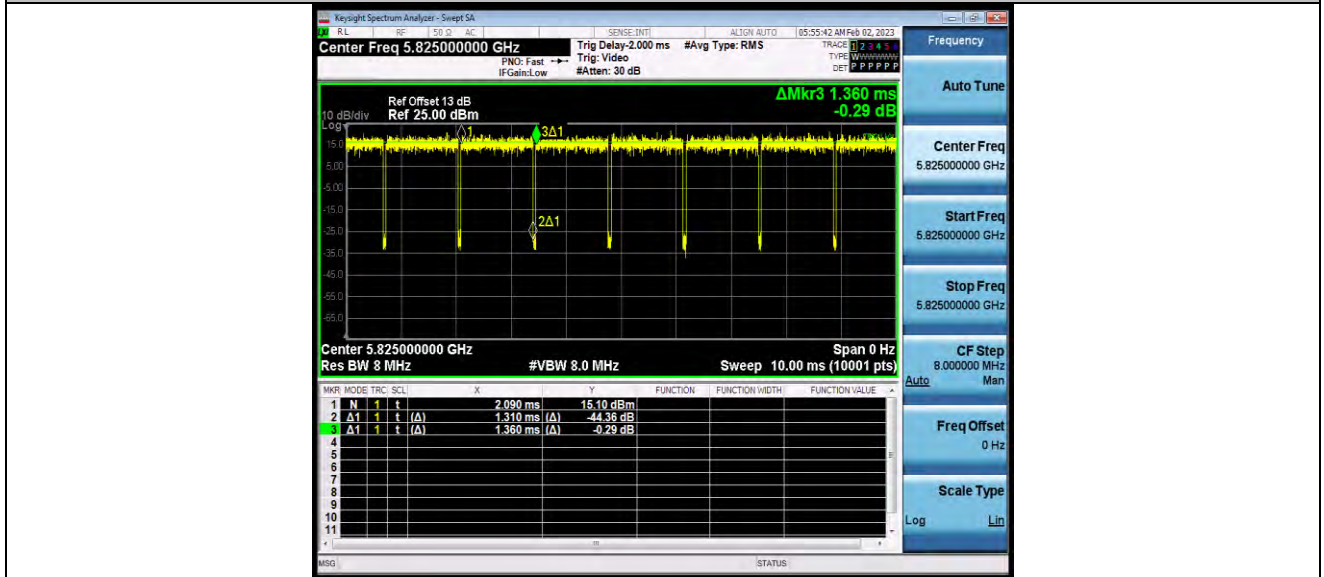 Keysight Spectrum Analyzer - Swept SA
RL RF 50 Ω AC SENSE:INT ALIGN AUTO 05:55:42 AM Feb 02, 2023
Center Freq 5.825000000 GHz
PNO: Fast
IFGain:Low
Trig Delay-2.000 ms
Trig: Video
#Atten: 30 dB
#Avg Type: RMS
TRACE 1 2 3 4 5 6
TYPE WWWWWW
DET P P P P P P
Frequency
Auto Tune
Center Freq
5.825000000 GHz
Start Freq
5.825000000 GHz
Stop Freq
5.825000000 GHz
CF Step
8.000000 MHz
Auto Man
Freq Offset
0 Hz
Scale Type
Log Lin
ΔMkr3 1.360 ms
-0.29 dB
Ref Offset 13 dB
10 dB/div Ref 25.00 dBm
Log
1
3Δ1
2Δ1
15.0
5.00
-5.00
-15.0
-25.0
-35.0
-45.0
-55.0
-65.0
Center 5.825000000 GHz Span 0 Hz
Res BW 8 MHz #VBW 8.0 MHz Sweep 10.00 ms (10001 pts)
MKR MODE TRC SCL X Y FUNCTION FUNCTION WIDTH FUNCTION VALUE
1 N 1 t 2.090 ms 15.10 dBm
2 Δ1 1 t (Δ) 1.310 ms (Δ) -44.36 dB
3 Δ1 1 t (Δ) 1.360 ms (Δ) -0.29 dB
4
5
6
7
8
9
10
11
MSG STATUS